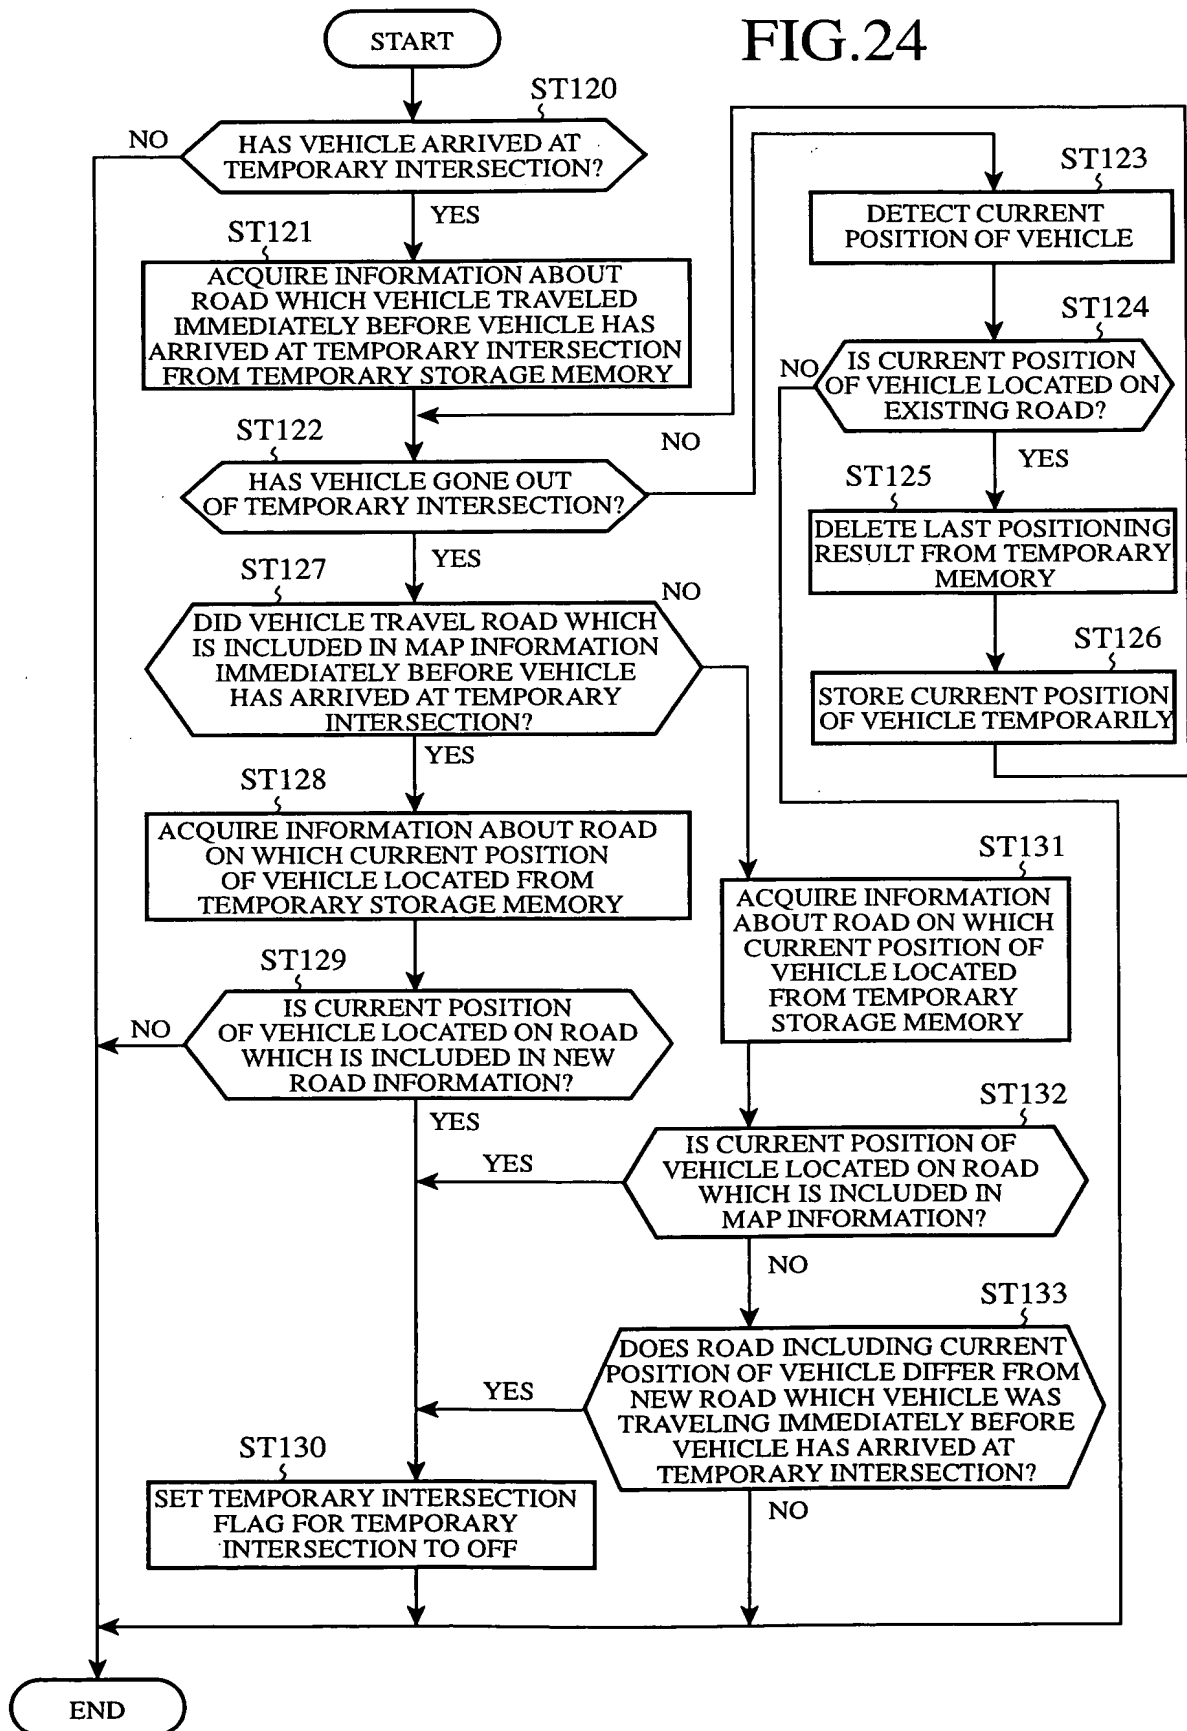 FIG.24
START
ST120
HAS VEHICLE ARRIVED AT
TEMPORARY INTERSECTION?
NO
YES
ST121
ACQUIRE INFORMATION ABOUT
ROAD WHICH VEHICLE TRAVELED
IMMEDIATELY BEFORE VEHICLE HAS
ARRIVED AT TEMPORARY INTERSECTION
FROM TEMPORARY STORAGE MEMORY
ST122
HAS VEHICLE GONE OUT
OF TEMPORARY INTERSECTION?
NO
YES
ST123
DETECT CURRENT
POSITION OF VEHICLE
ST124
IS CURRENT POSITION
OF VEHICLE LOCATED ON
EXISTING ROAD?
NO
YES
ST125
DELETE LAST POSITIONING
RESULT FROM TEMPORARY
MEMORY
ST126
STORE CURRENT POSITION
OF VEHICLE TEMPORARILY
ST127
DID VEHICLE TRAVEL ROAD WHICH
IS INCLUDED IN MAP INFORMATION
IMMEDIATELY BEFORE VEHICLE
HAS ARRIVED AT TEMPORARY
INTERSECTION?
NO
YES
ST128
ACQUIRE INFORMATION ABOUT ROAD
ON WHICH CURRENT POSITION
OF VEHICLE LOCATED FROM
TEMPORARY STORAGE MEMORY
ST129
IS CURRENT POSITION
OF VEHICLE LOCATED ON ROAD
WHICH IS INCLUDED IN NEW
ROAD INFORMATION?
NO
YES
ST131
ACQUIRE INFORMATION
ABOUT ROAD ON WHICH
CURRENT POSITION OF
VEHICLE LOCATED
FROM TEMPORARY
STORAGE MEMORY
ST132
IS CURRENT POSITION OF
VEHICLE LOCATED ON ROAD
WHICH IS INCLUDED IN
MAP INFORMATION?
YES
NO
ST133
DOES ROAD INCLUDING CURRENT
POSITION OF VEHICLE DIFFER FROM
NEW ROAD WHICH VEHICLE WAS
TRAVELING IMMEDIATELY BEFORE
VEHICLE HAS ARRIVED AT
TEMPORARY INTERSECTION?
YES
NO
ST130
SET TEMPORARY INTERSECTION
FLAG FOR TEMPORARY
INTERSECTION TO OFF
END